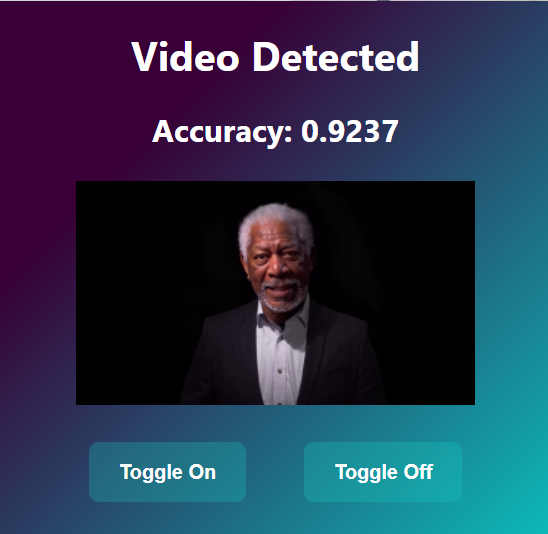 Video Detected
Accuracy: 0.9237
Toggle On
Toggle Off